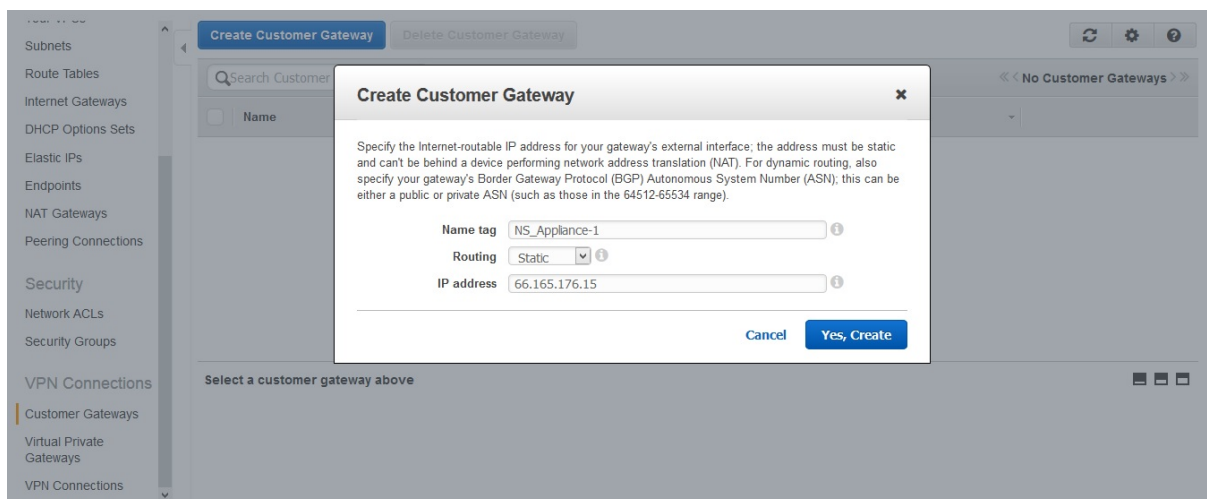 Subnets
Route Tables
Internet Gateways
DHCP Options Sets
Elastic IPs
Endpoints
NAT Gateways
Peering Connections
Security
Network ACLs
Security Groups
VPN Connections
Customer Gateways
Virtual Private
Gateways
VPN Connections
Create Customer Gateway
Delete Customer Gateway
Search Customer
No Customer Gateways
Name
Create Customer Gateway
Specify the Internet-routable IP address for your gateway's external interface; the address must be static
and can't be behind a device performing network address translation (NAT). For dynamic routing, also
specify your gateway's Border Gateway Protocol (BGP) Autonomous System Number (ASN); this can be
either a public or private ASN (such as those in the 64512-65534 range).
Name tag NS_Appliance-1
Routing Static
IP address 66.165.176.15
Cancel Yes, Create
Select a customer gateway above